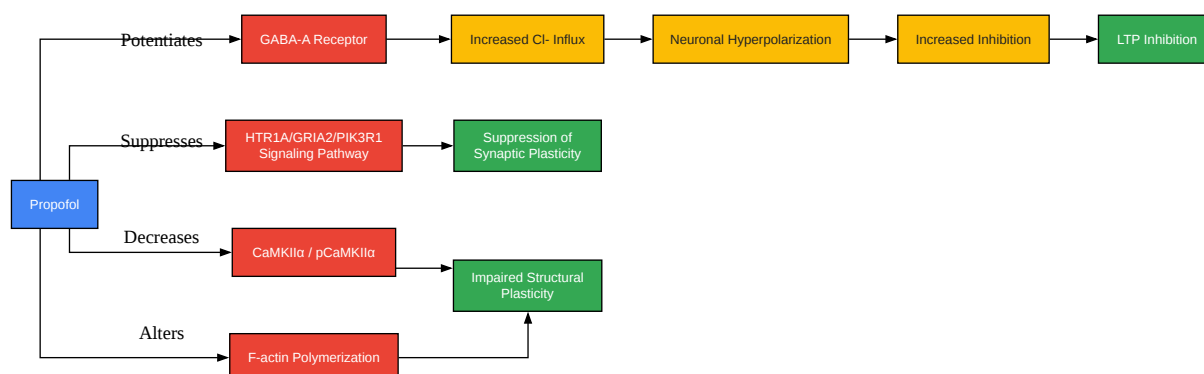 Potentiates
GABA-A Receptor
Increased Cl- Influx
Neuronal Hyperpolarization
Increased Inhibition
LTP Inhibition
Suppresses
HTR1A/GRIA2/PIK3R1
Signaling Pathway
Suppression of
Synaptic Plasticity
Propofol
Decreases
CaMKIIα / pCaMKIIα
Impaired Structural
Plasticity
Alters
F-actin Polymerization